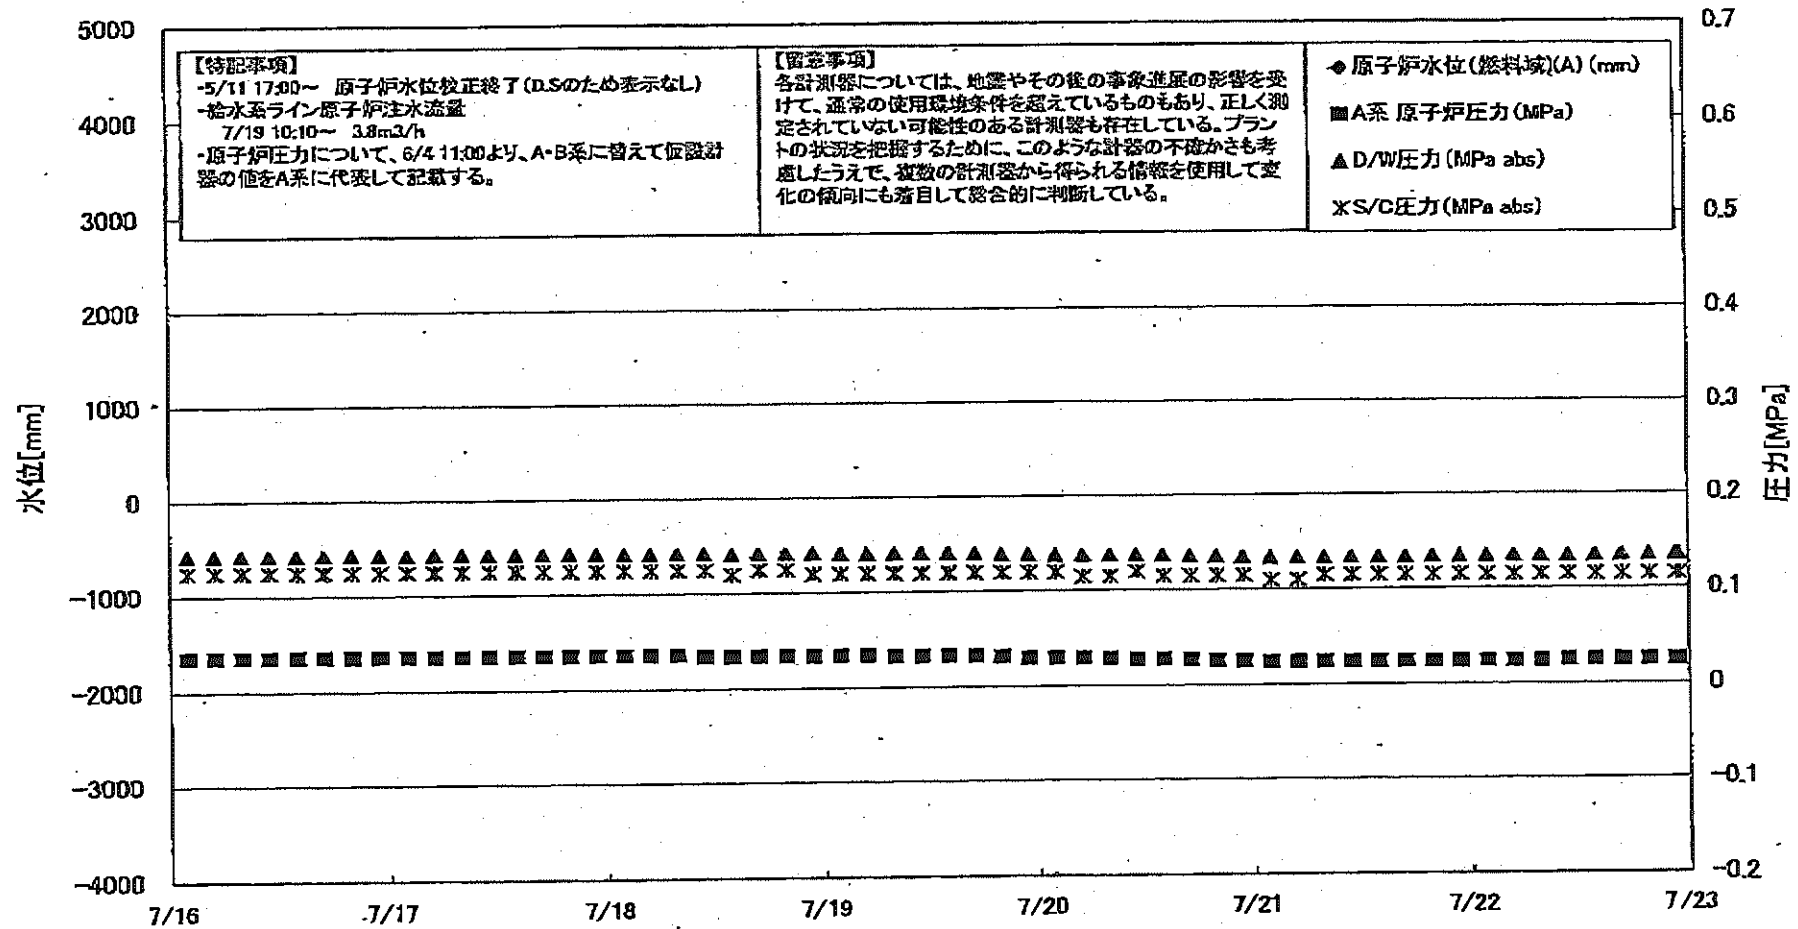 【特記事項】
-5/11 17:00～ 原子炉水位校正終了(D.Sのため表示なし)
-給水系ライン原子炉注水流量
7/19 10:10～ 3.8m3/h
・原子炉圧力について、6/4 11:00より、A・B系に替えて仮設計
器の値をA系に代表して記載する。
【留意事項】
各計測器については、地震やその後の事象進展の影響を受
けて、通常の使用環境条件を超えているものもあり、正しく測
定されていない可能性のある計測器も存在している。プラン
トの状況を把握するために、このような計器の不確かさも考
慮したうえで、複数の計測器から得られる情報を使用して変
化の傾向にも着目して総合的に判断している。
原子炉水位(燃料域)(A)(mm)
A系 原子炉圧力(MPa)
D/W圧力(MPa abs)
S/C圧力(MPa abs)
水位[mm]
5000
4000
3000
2000
1000
0
-1000
-2000
-3000
-4000
圧力[MPa]
0.7
0.6
0.5
0.4
0.3
0.2
0.1
0
-0.1
-0.2
7/16
7/17
7/18
7/19
7/20
7/21
7/22
7/23